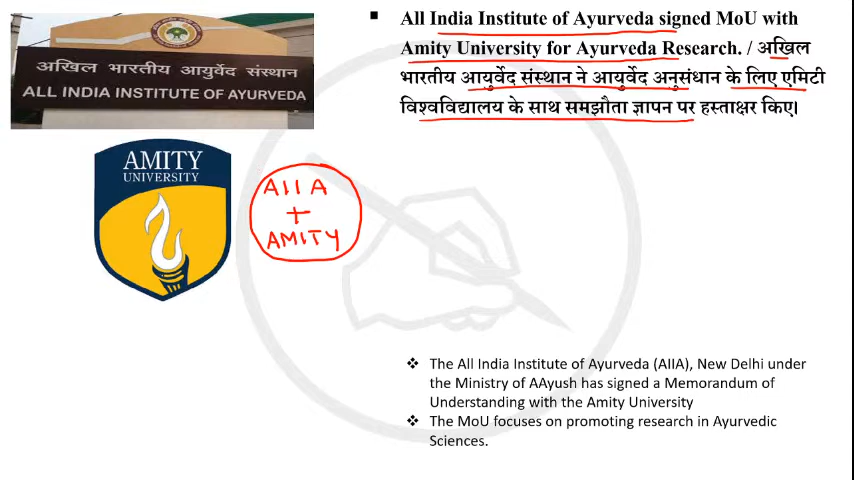 अखिल भारतीय आयुर्वेद संस्थान
ALL INDIA INSTITUTE OF AYURVEDA
All India Institute of Ayurveda signed MoU with
Amity University for Ayurveda Research. / अखिल
भारतीय आयुर्वेद संस्थान ने आयुर्वेद अनुसंधान के लिए एमिटी
विश्वविद्यालय के साथ समझौता ज्ञापन पर हस्ताक्षर किए।
AMITY
UNIVERSITY
AIIA
+
AMITY
The All India Institute of Ayurveda (AIIA), New Delhi under
the Ministry of AAyush has signed a Memorandum of
Understanding with the Amity University
The MoU focuses on promoting research in Ayurvedic
Sciences.